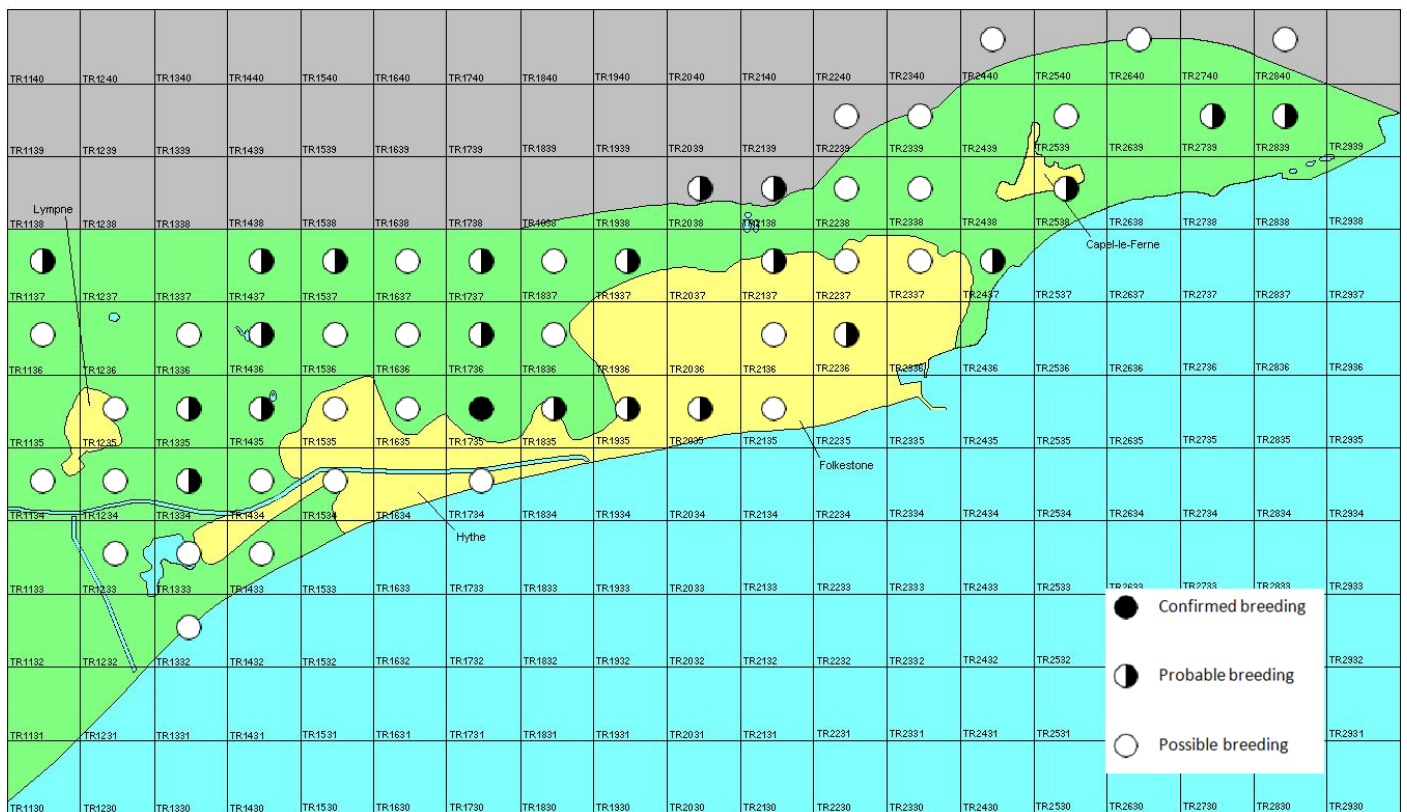 TR1140 TR1240 TR1340 TR1440 TR1540 TR1640 TR1740 TR1840 TR1940 TR2040 TR2140 TR2240 TR2340 TR2440 TR2540 TR2640 TR2740 TR2840
TR1139 TR1239 TR1339 TR1439 TR1539 TR1639 TR1739 TR1839 TR1939 TR2039 TR2139 TR2239 TR2339 TR2439 TR2539 TR2639 TR2739 TR2839 TR2939
Lympne
TR1138 TR1238 TR1338 TR1438 TR1538 TR1638 TR1738 TR1938 TR2038 TR2138 TR2238 TR2338 TR2438 TR2538 TR2638 TR2738 TR2838 TR2938
Capel-le-Ferne
TR1137 TR1237 TR1337 TR1437 TR1537 TR1637 TR1737 TR1837 TR1937 TR2037 TR2137 TR2237 TR2337 TR2437 TR2537 TR2637 TR2737 TR2837 TR2937
TR1136 TR1236 TR1336 TR1436 TR1536 TR1636 TR1736 TR1836 TR1936 TR2036 TR2136 TR2236 TR2336 TR2436 TR2536 TR2636 TR2736 TR2836 TR2936
TR1135 TR1235 TR1335 TR1435 TR1535 TR1635 TR1735 TR1835 TR1935 TR2035 TR2135 TR2235 TR2335 TR2435 TR2535 TR2635 TR2735 TR2835 TR2935
Folkestone
TR1134 TR1234 TR1334 TR1434 TR1534 TR1634 TR1734 TR1834 TR1934 TR2034 TR2134 TR2234 TR2334 TR2434 TR2534 TR2634 TR2734 TR2834 TR2934
Hythe
TR1133 TR1233 TR1333 TR1433 TR1533 TR1633 TR1733 TR1833 TR1933 TR2033 TR2133 TR2233 TR2333 TR2433 TR2533 TR2633 TR2733 TR2833 TR2933
Confirmed breeding
TR1132 TR1232 TR1332 TR1432 TR1532 TR1632 TR1732 TR1832 TR1932 TR2032 TR2132 TR2232 TR2332 TR2432 TR2532 TR2932
Probable breeding
TR1131 TR1231 TR1331 TR1431 TR1531 TR1631 TR1731 TR1831 TR1931 TR2031 TR2131 TR2231 TR2331 TR2431 TR2531 TR2931
Possible breeding
TR1130 TR1230 TR1330 TR1430 TR1530 TR1630 TR1730 TR1830 TR1930 TR2030 TR2130 TR2230 TR2330 TR2430 TR2530 TR2630 TR2730 TR2830 TR2930